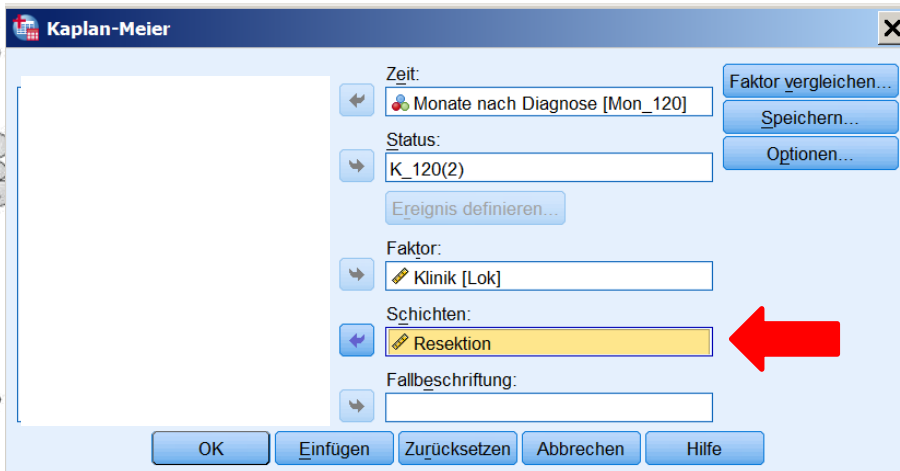 Kaplan-Meier
Zeit:
Monate nach Diagnose [Mon_120]
Status:
K_120(2)
Ereignis definieren...
Faktor:
Klinik [Lok]
Schichten:
Resektion
Fallbeschriftung:
Faktor vergleichen...
Speichern...
Optionen...
OK Einfügen Zurücksetzen Abbrechen Hilfe